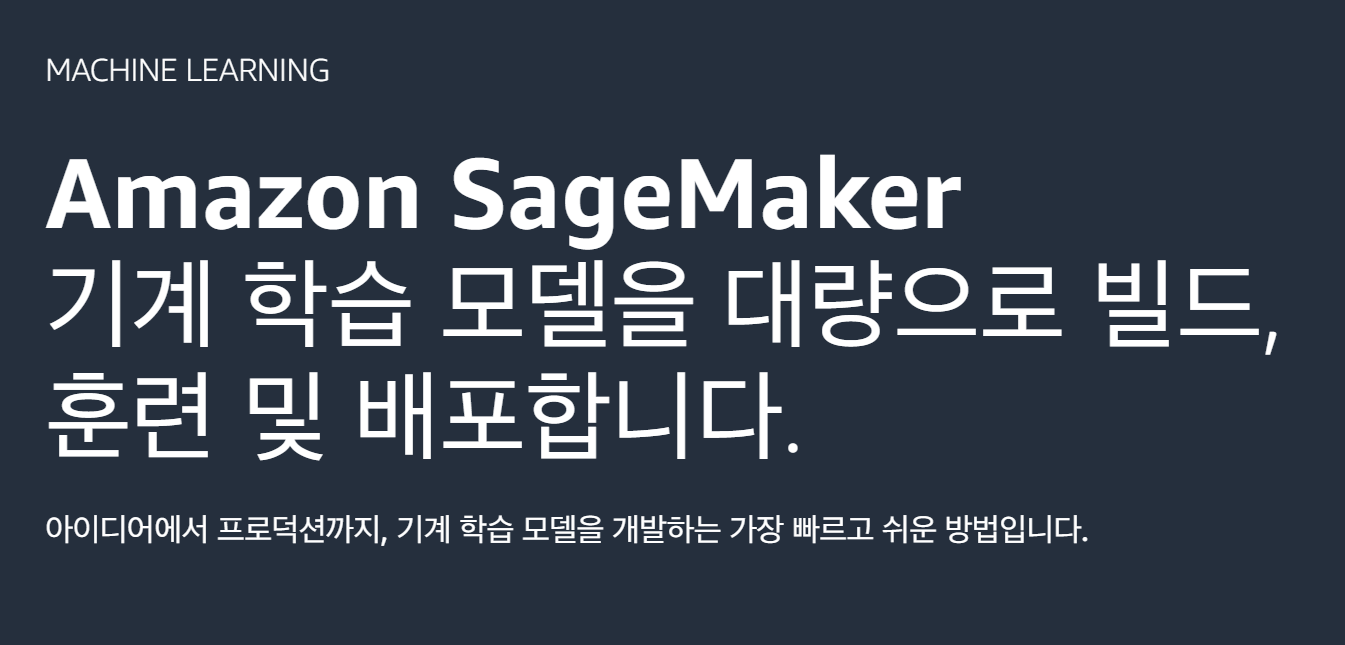 MACHINE LEARNING
Amazon SageMaker
기계 학습 모델을 대량으로 빌드,
훈련 및 배포합니다.
아이디어에서 프로덕션까지, 기계 학습 모델을 개발하는 가장 빠르고 쉬운 방법입니다.